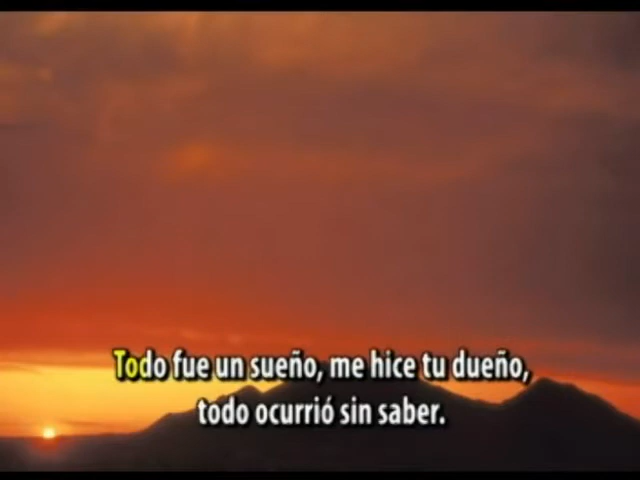 Todo fue un sueño, me hice tu dueño,
todo ocurrió sin saber.